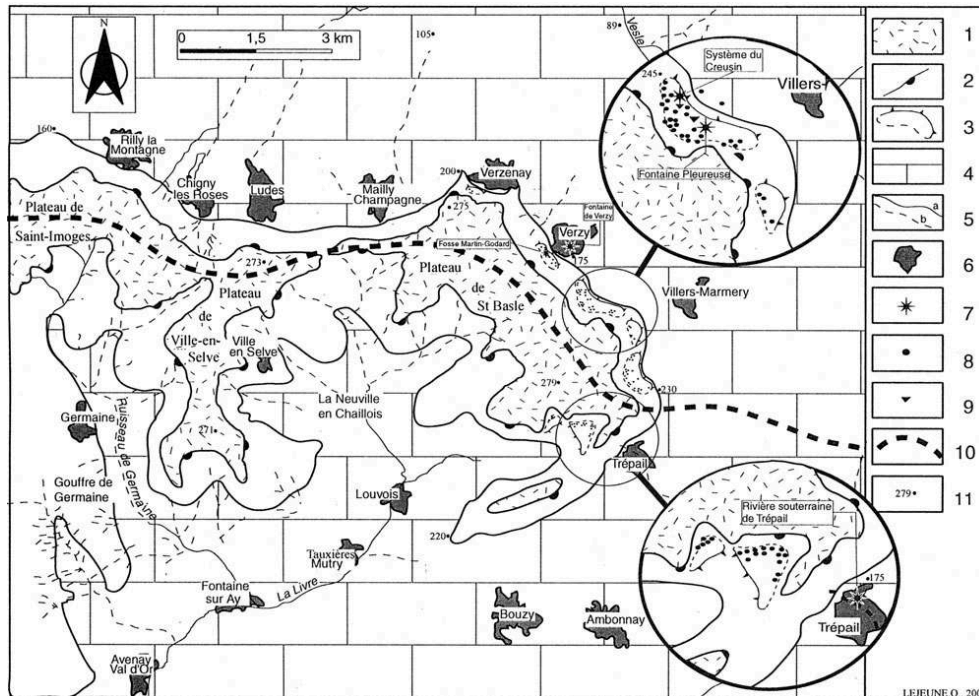 N
0 1,5 3 km
105
89
Vesle
Système du
Creusin
245
Villers-
Fontaine Pleureuse
160
Rilly la
Montagne
Chigny
les Roses
Ludes
Mailly
Champagne
200
Verzenay
275
Fontaine
de Verzy
Verzy
175
Fosse Martin-Godard
Plateau de
Saint-Imoges
273
Plateau
de
Ville-en-
Selve
Ville
en Selve
Plateau
de
St Basle
Villers-Marmery
279
230
La Neuville
en Chaillois
Germaine
Ruisseau de Germaine
271
Trépail
Gouffre de
Germaine
Louvois
220
Rivière souterraine
de Trépail
175
Trépail
Tauxières
Mutry
La Livre
Fontaine
sur Ay
Bouzy
Ambonnay
Avenay
Val d'Or
1
2
3
4
a
b
5
6
7
8
9
10
279
11
LEJEUNE O., 200